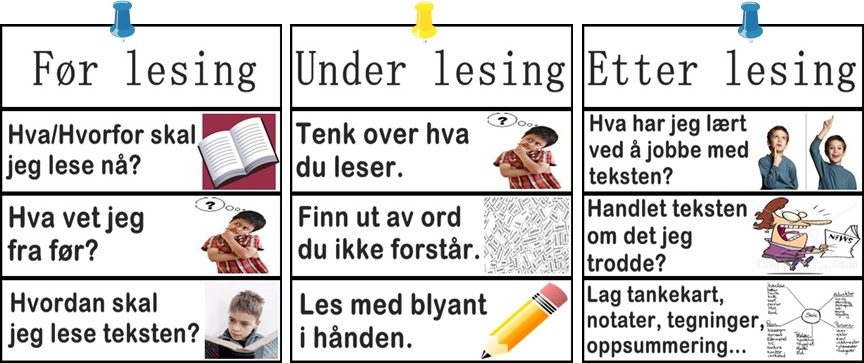 Før lesing
Hva/Hvorfor skal
jeg lese nå?
Hva vet jeg
fra før?
Hvordan skal
jeg lese teksten?
Under lesing
Tenk over hva
du leser.
Finn ut av ord
du ikke forstår.
Les med blyant
i hånden.
Etter lesing
Hva har jeg lært
ved å jobbe med
teksten?
Handlet teksten
om det jeg
trodde?
NEWS
Lag tankekart,
notater, tegninger,
oppsummering...